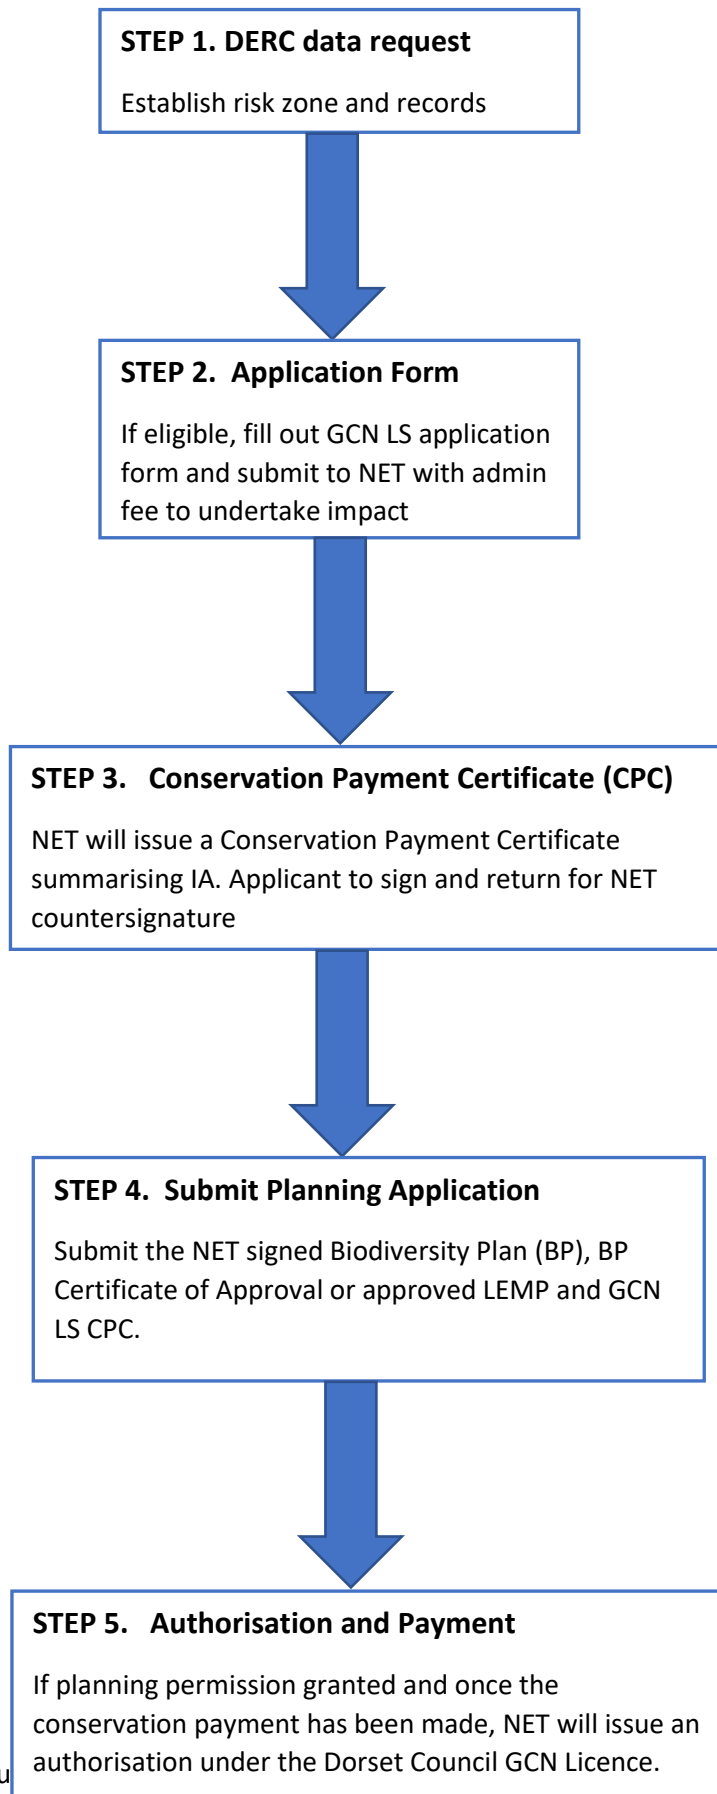 STEP 1. DERC data request
Establish risk zone and records
STEP 2.  Application Form
If eligible, fill out GCN LS application
form and submit to NET with admin
fee to undertake impact
STEP 3.   Conservation Payment Certificate (CPC)
NET will issue a Conservation Payment Certificate
summarising IA. Applicant to sign and return for NET
countersignature
STEP 4.  Submit Planning Application
Submit the NET signed Biodiversity Plan (BP), BP
Certificate of Approval or approved LEMP and GCN
LS CPC.
STEP 5.   Authorisation and Payment
If planning permission granted and once the
conservation payment has been made, NET will issue an
authorisation under the Dorset Council GCN Licence.